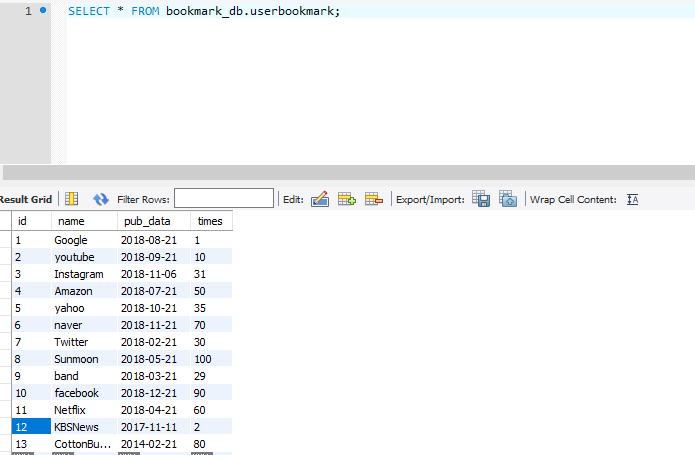 1 SELECT * FROM bookmark_db.userbookmark;
Result Grid Filter Rows: Edit: Export/Import: Wrap Cell Content: IA
id name pub_data times
1 Google 2018-08-21 1
2 youtube 2018-09-21 10
3 Instagram 2018-11-06 31
4 Amazon 2018-07-21 50
5 yahoo 2018-10-21 35
6 naver 2018-11-21 70
7 Twitter 2018-02-21 30
8 Sunmoon 2018-05-21 100
9 band 2018-03-21 29
10 facebook 2018-12-21 90
11 Netflix 2018-04-21 60
12 KBSNews 2017-11-11 2
13 CottonBu... 2014-02-21 80